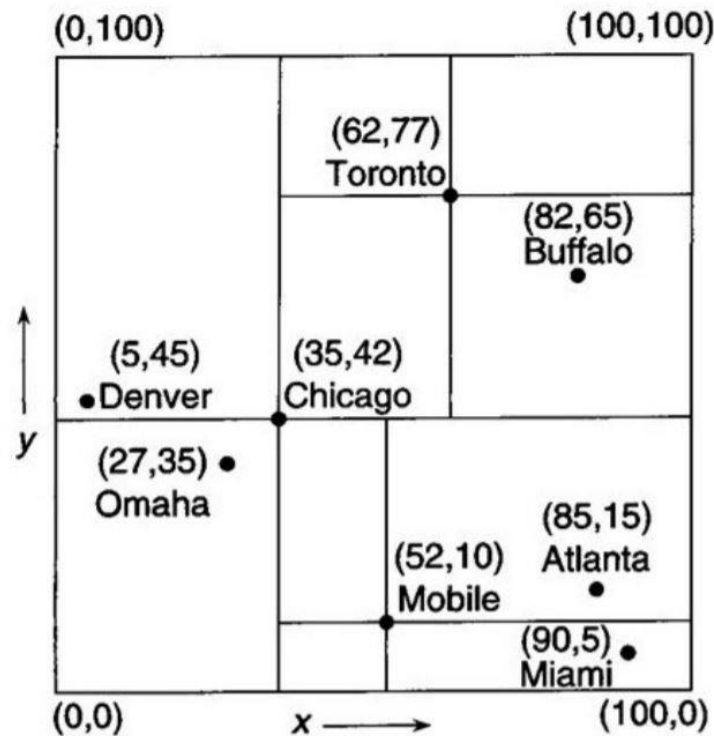 (0,100)
(100,100)
(62,77)
Toronto
(82,65)
Buffalo
(5,45)
Denver
(35,42)
Chicago
y
(27,35)
Omaha
(85,15)
Atlanta
(52,10)
Mobile
(90,5)
Miami
(0,0)
x
(100,0)